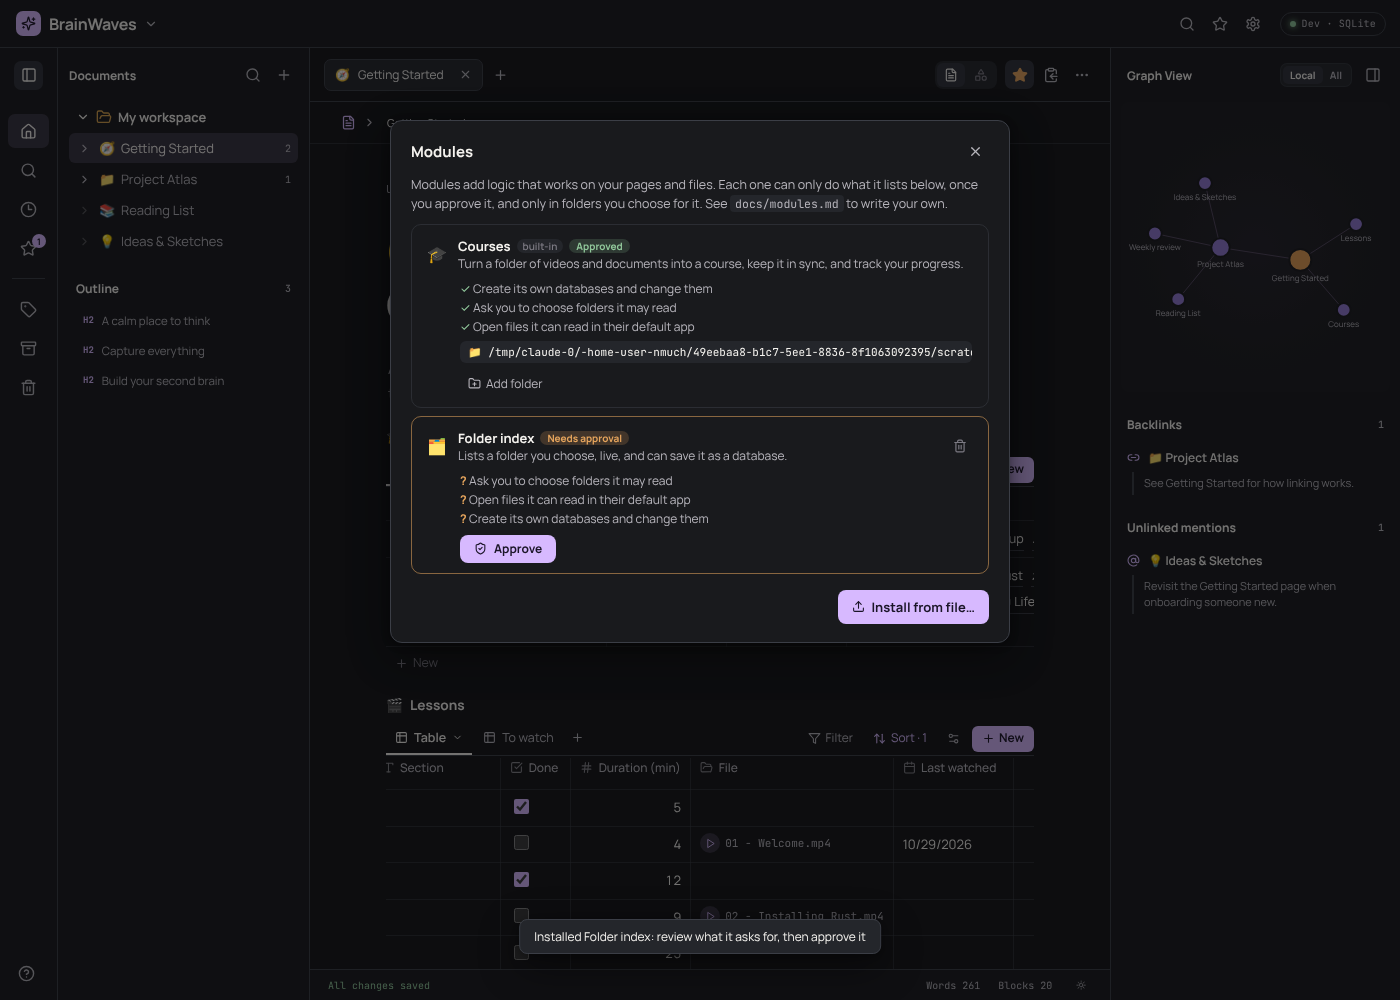 BrainWaves
Dev · SQLite
Documents
My workspace
Getting Started 2
Project Atlas 1
Reading List
Ideas & Sketches
1
Outline 3
H2 A calm place to think
H2 Capture everything
H2 Build your second brain
Getting Started
Modules
Modules add logic that works on your pages and files. Each one can only do what it lists below, once
you approve it, and only in folders you choose for it. See docs/modules.md to write your own.
Courses built-in Approved
Turn a folder of videos and documents into a course, keep it in sync, and track your progress.
Create its own databases and change them
Ask you to choose folders it may read
Open files it can read in their default app
/tmp/claude-0/-home-user-nmuch/49eebaa8-b1c7-5ee1-8836-8f1063092395/scrat
Add folder
Folder index Needs approval
Lists a folder you choose, live, and can save it as a database.
? Ask you to choose folders it may read
? Open files it can read in their default app
? Create its own databases and change them
Approve
Install from file…
+ New
Lessons
Table To watch
Filter Sort · 1 New
Section Done Duration (min) File Last watched
5
4 01 - Welcome.mp4 10/29/2026
12
9 02 - Installing Rust.mp4
Installed Folder index: review what it asks for, then approve it
All changes saved
Words 261 Blocks 20
Graph View
Local All
Ideas & Sketches
Lessons
Weekly review
Project Atlas
Getting Started
Reading List
Courses
Backlinks 1
Project Atlas
See Getting Started for how linking works.
Unlinked mentions 1
Ideas & Sketches
Revisit the Getting Started page when
onboarding someone new.